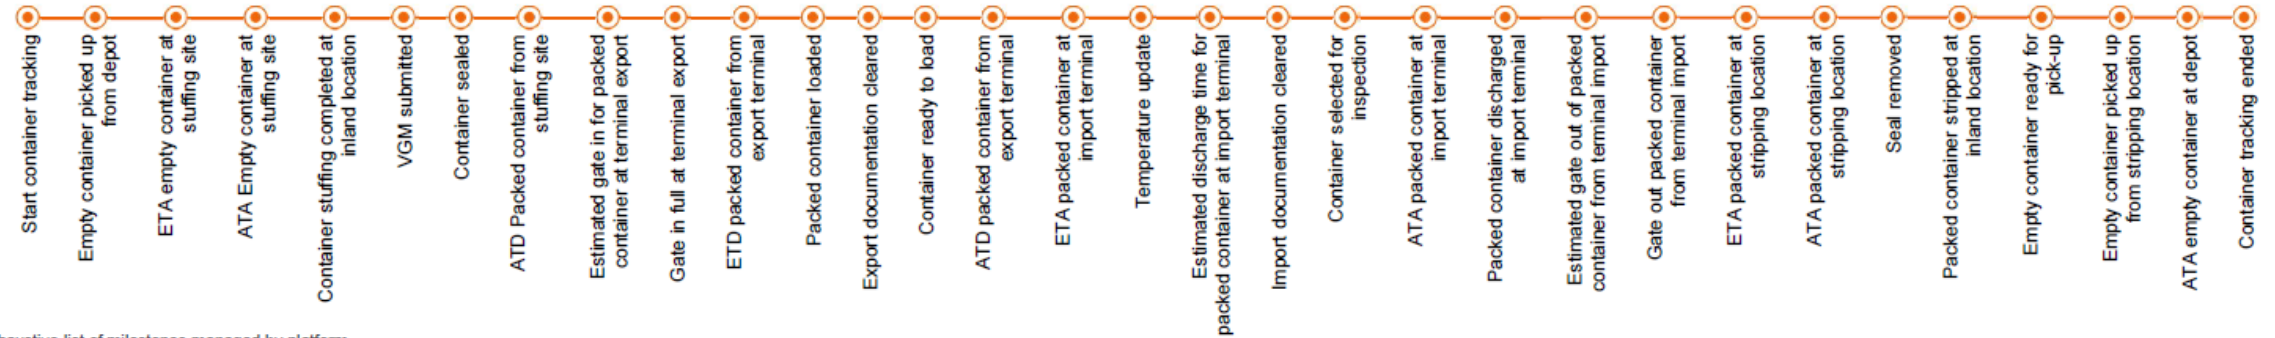 Start container tracking
Empty container picked up
from depot
ETA empty container at
stuffing site
ATA Empty container at
stuffing site
Container stuffing completed at
inland location
VGM submitted
Container sealed
ATD Packed container from
stuffing site
Estimated gate in for packed
container at terminal export
Gate in full at terminal export
ETD packed container from
export terminal
Packed container loaded
Export documentation cleared
Container ready to load
ATD packed container from
export terminal
ETA packed container at
import terminal
Temperature update
Estimated discharge time for
packed container at import terminal
Import documentation cleared
Container selected for
inspection
ATA packed container at
import terminal
Packed container discharged
at import terminal
Estimated gate out of packed
container from terminal import
Gate out packed container
from terminal import
ETA packed container at
stripping location
ATA packed container at
stripping location
Seal removed
Packed container stripped at
inland location
Empty container ready for
pick-up
Empty container picked up
from stripping location
ATA empty container at depot
Container tracking ended
list of milestones managed by platform